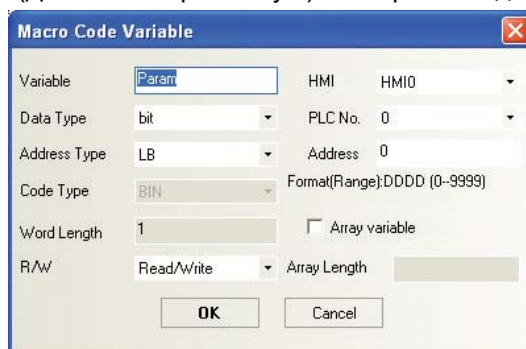 Macro Code Variable
Variable Param HMI HMI0
Data Type bit PLC No. 0
Address Type LB Address 0
Code Type BIN Format(Range):DDDD (0--9999)
Word Length 1 Array variable
R/W Read/Write Array Length
OK Cancel